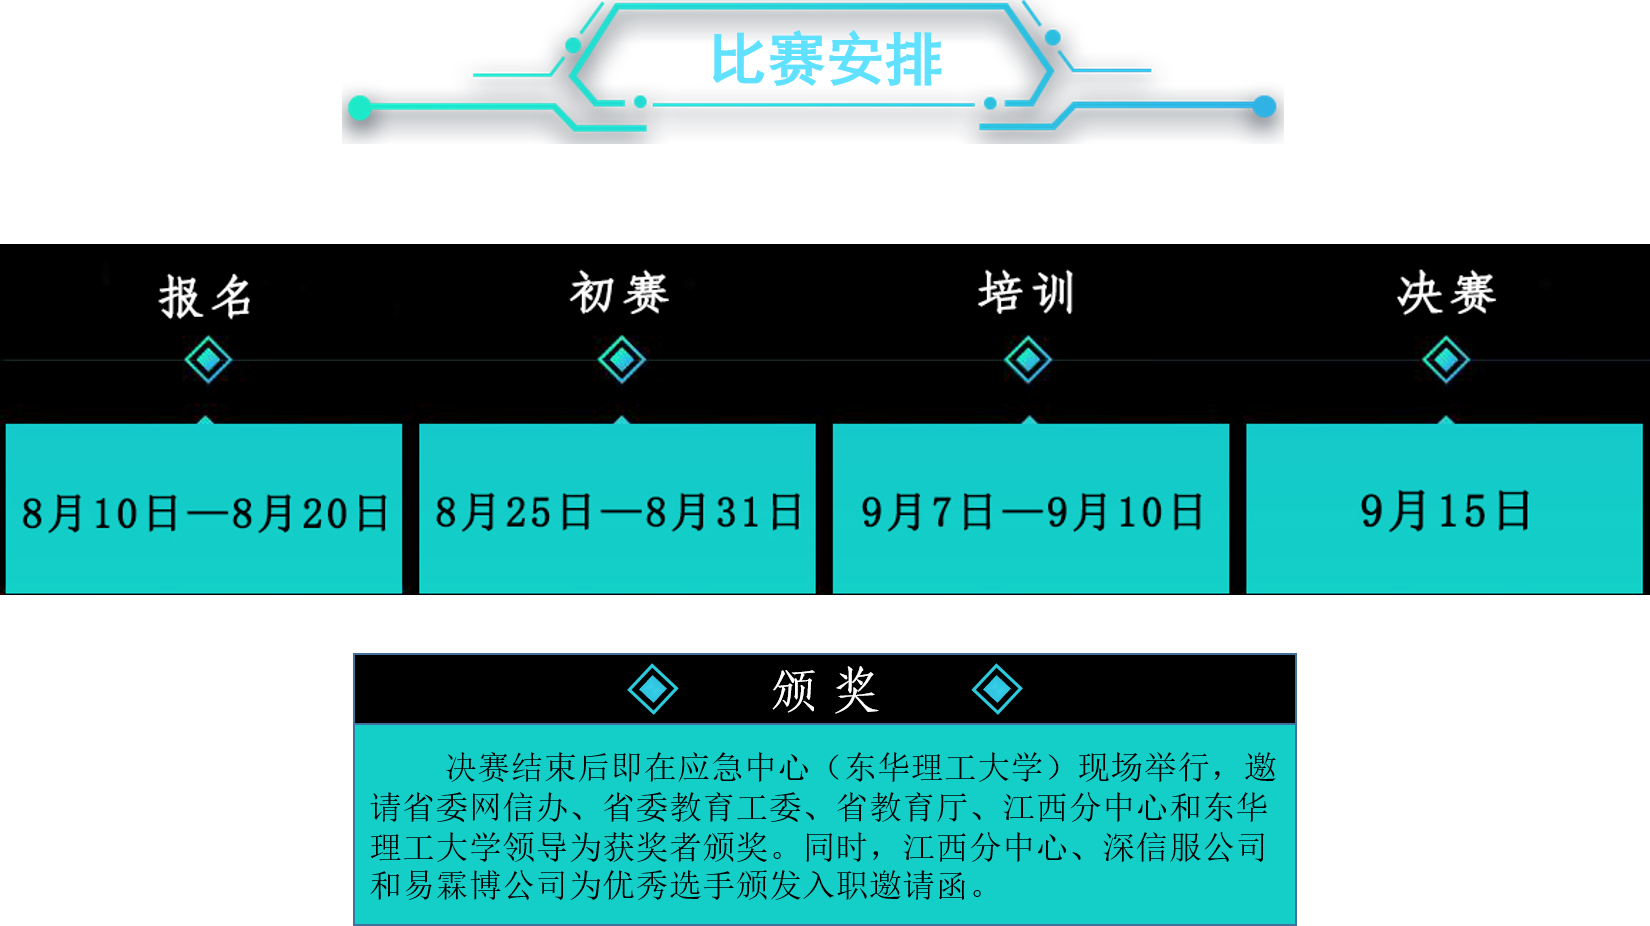 比赛安排
报名
初赛
培训
决赛
8月10日—8月20日
8月25日—8月31日
9月7日—9月10日
9月15日
颁奖
决赛结束后即在应急中心（东华理工大学）现场举行，邀
请省委网信办、省委教育工委、省教育厅、江西分中心和东华
理工大学领导为获奖者颁奖。同时，江西分中心、深信服公司
和易霖博公司为优秀选手颁发入职邀请函。